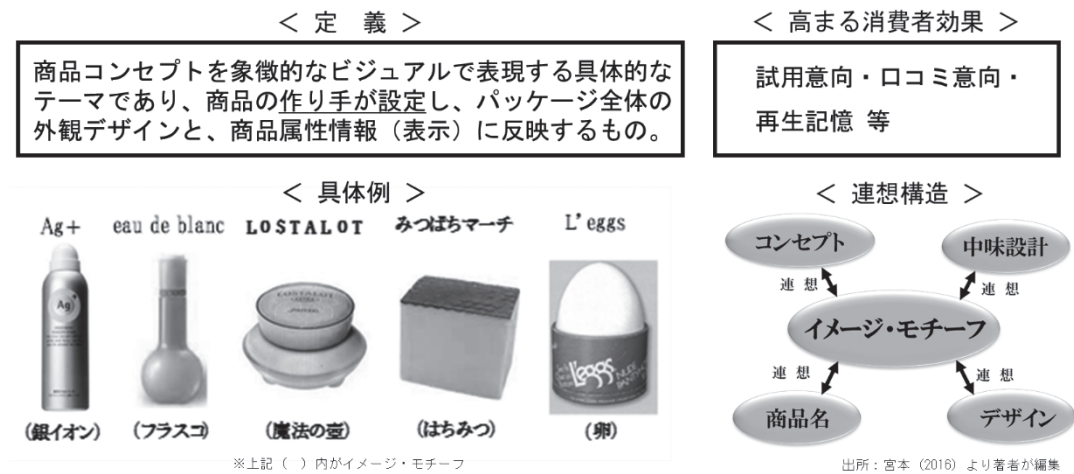 ＜ 定 義 ＞
商品コンセプトを象徴的なビジュアルで表現する具体的な
テーマであり、商品の作り手が設定し、パッケージ全体の
外観デザインと、商品属性情報（表示）に反映するもの。
＜ 高まる消費者効果 ＞
試用意向・口コミ意向・
再生記憶 等
＜ 具体例 ＞
Ag+ eau de blanc LOSTALOT みつばちマーチ L'eggs
Ag+
LOSTALOT
L'eggs
(銀イオン) (フラスコ) (魔法の壺) (はちみつ) (卵)
※上記（ ）内がイメージ・モチーフ
＜ 連想構造 ＞
コンセプト 中味設計
連 想 連 想
イメージ・モチーフ
連 想 連 想
商品名 デザイン
出所：宮本（2016）より著者が編集